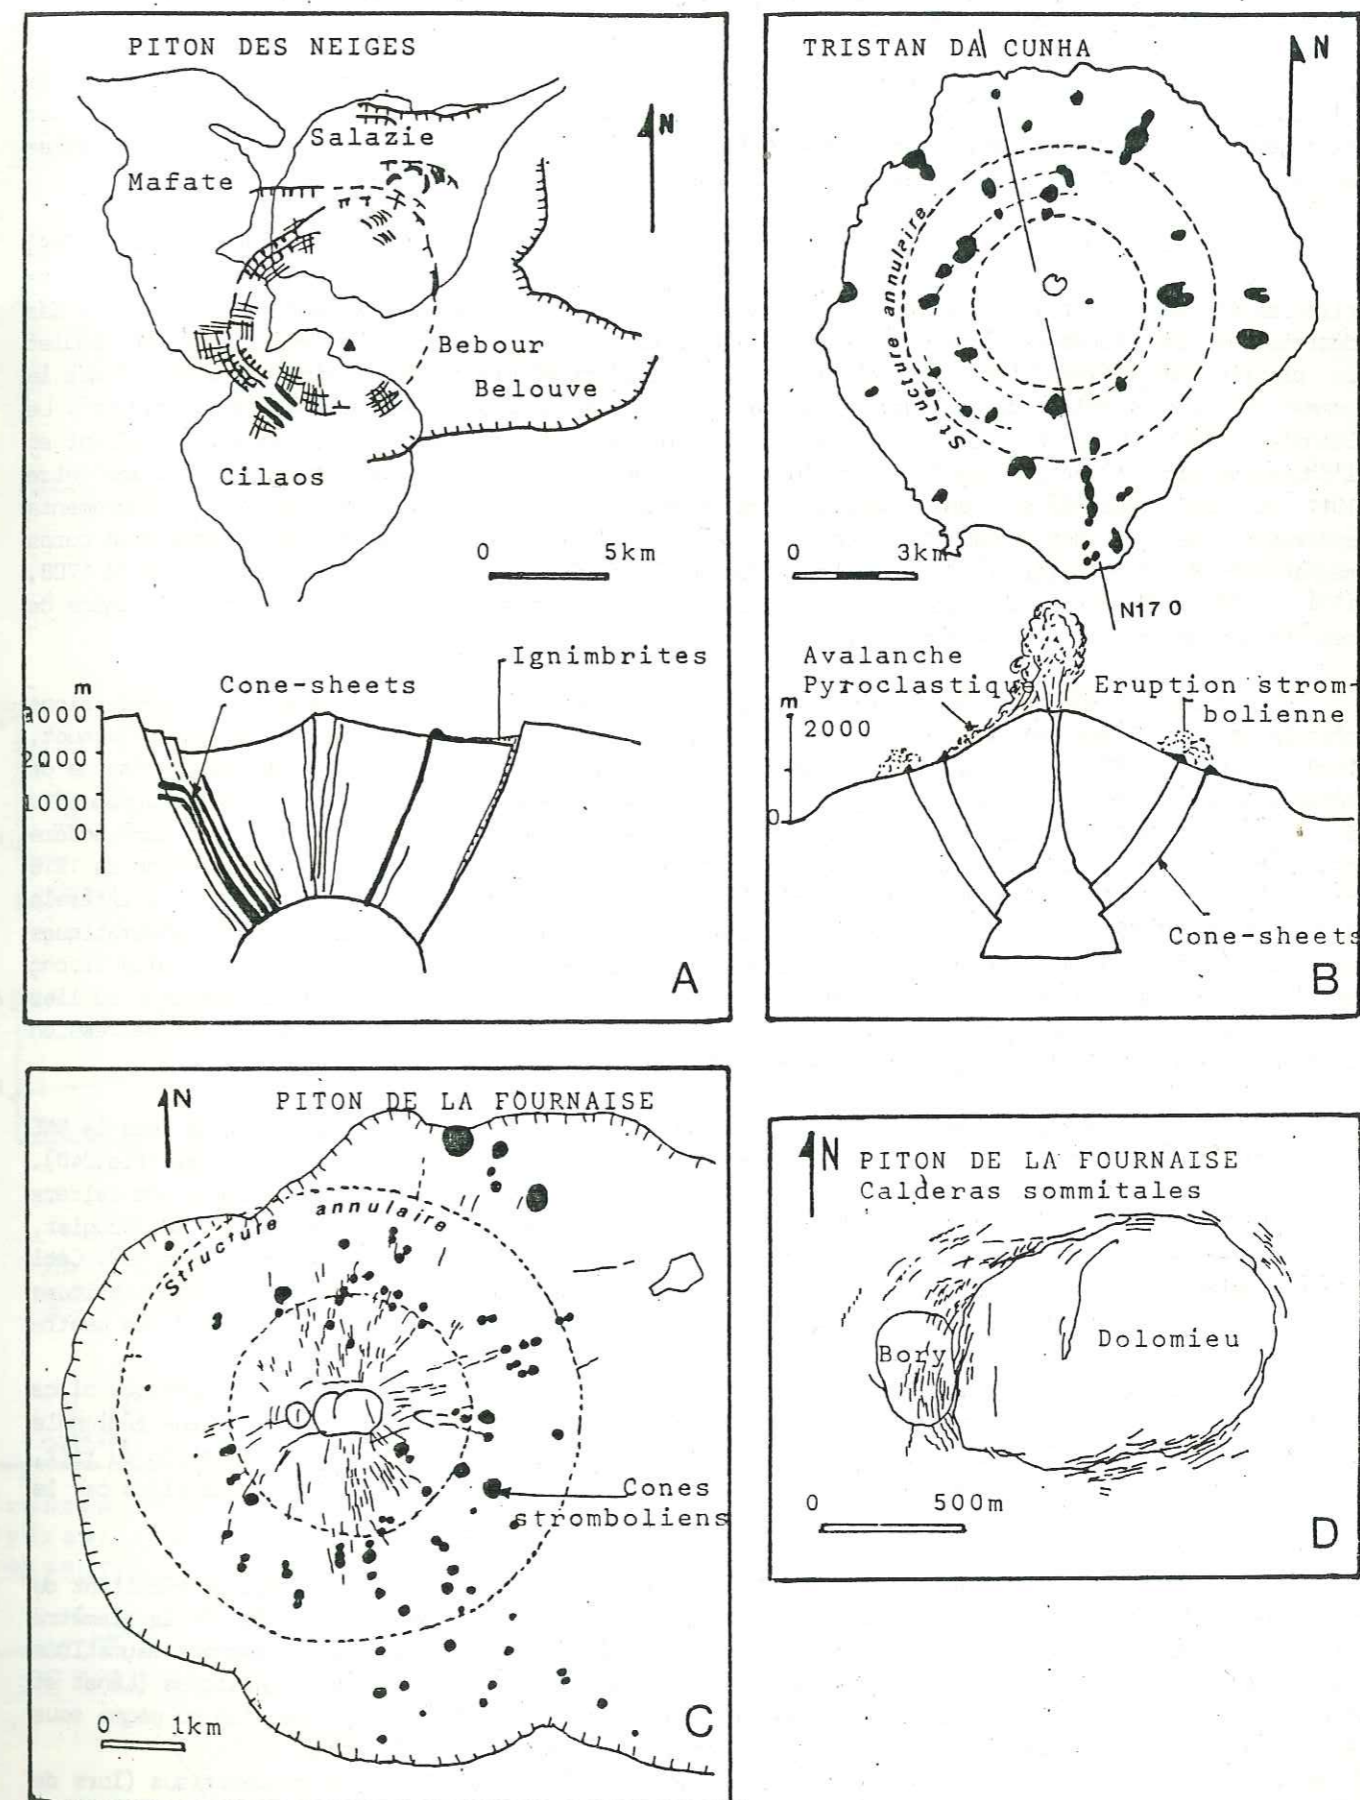 PITON DES NEIGES
N
Salazie
Mafate
Bebour
Belouve
Cilaos
0 5km
Ignimbrites
Cone-sheets
m
3000
2000
1000
0
A
TRISTAN DA CUNHA
N
Structure annulaire
0 3km
N170
Avalanche
Pyroclastique
Eruption strom-
bolienne
m
2000
0
Cone-sheets
B
N
PITON DE LA FOURNAISE
Structure annulaire
Cones
stromboliens
0 1km
C
N
PITON DE LA FOURNAISE
Calderas sommitales
Bory
Dolomieu
0 500m
D